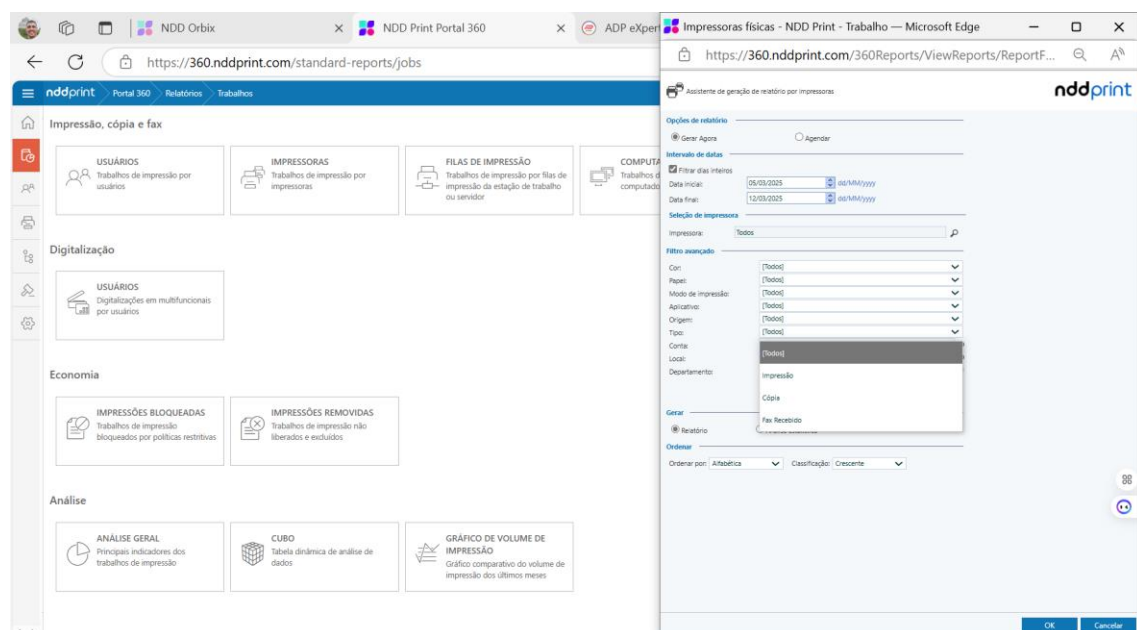 NDD Orbix
NDD Print Portal 360
ADP eXper
https://360.nddprint.com/standard-reports/jobs
nddprint
Portal 360
Relatórios
Trabalhos
Impressão, cópia e fax
USUÁRIOS
Trabalhos de impressão por
usuários
IMPRESSORAS
Trabalhos de impressão por
impressoras
FILAS DE IMPRESSÃO
Trabalhos de impressão por filas de
impressão da estação de trabalho
ou servidor
COMPUTA
Trabalhos d
computado
Digitalização
USUÁRIOS
Digitalizações em multifuncionais
por usuários
Economia
IMPRESSÕES BLOQUEADAS
Trabalhos de impressão
bloqueados por políticas restritivas
IMPRESSÕES REMOVIDAS
Trabalhos de impressão não
liberados e excluídos
Análise
ANÁLISE GERAL
Principais indicadores dos
trabalhos de impressão
CUBO
Tabela dinâmica de análise de
dados
GRÁFICO DE VOLUME DE
IMPRESSÃO
Gráfico comparativo do volume de
impressão dos últimos meses
Impressoras físicas - NDD Print - Trabalho — Microsoft Edge
https://360.nddprint.com/360Reports/ViewReports/ReportF...
Assistente de geração de relatório por impressoras
nddprint
Opções de relatório
Gerar Agora
Agendar
Intervalo de datas
Filtrar dias inteiros
Data inicial: 05/03/2025 dd/MM/yyyy
Data final: 12/03/2025 dd/MM/yyyy
Seleção de impressora
Impressora: Todos
Filtro avançado
Cor: [Todos]
Papel: [Todos]
Modo de impressão: [Todos]
Aplicativo: [Todos]
Origem: [Todos]
Tipo: [Todos]
Conta:
Local:
Departamento:
[Todos]
Impressão
Cópia
Fax Recebido
Gerar
Relatório
Ordenar
Ordenar por: Alfabética Classificação: Crescente
OK
Cancelar